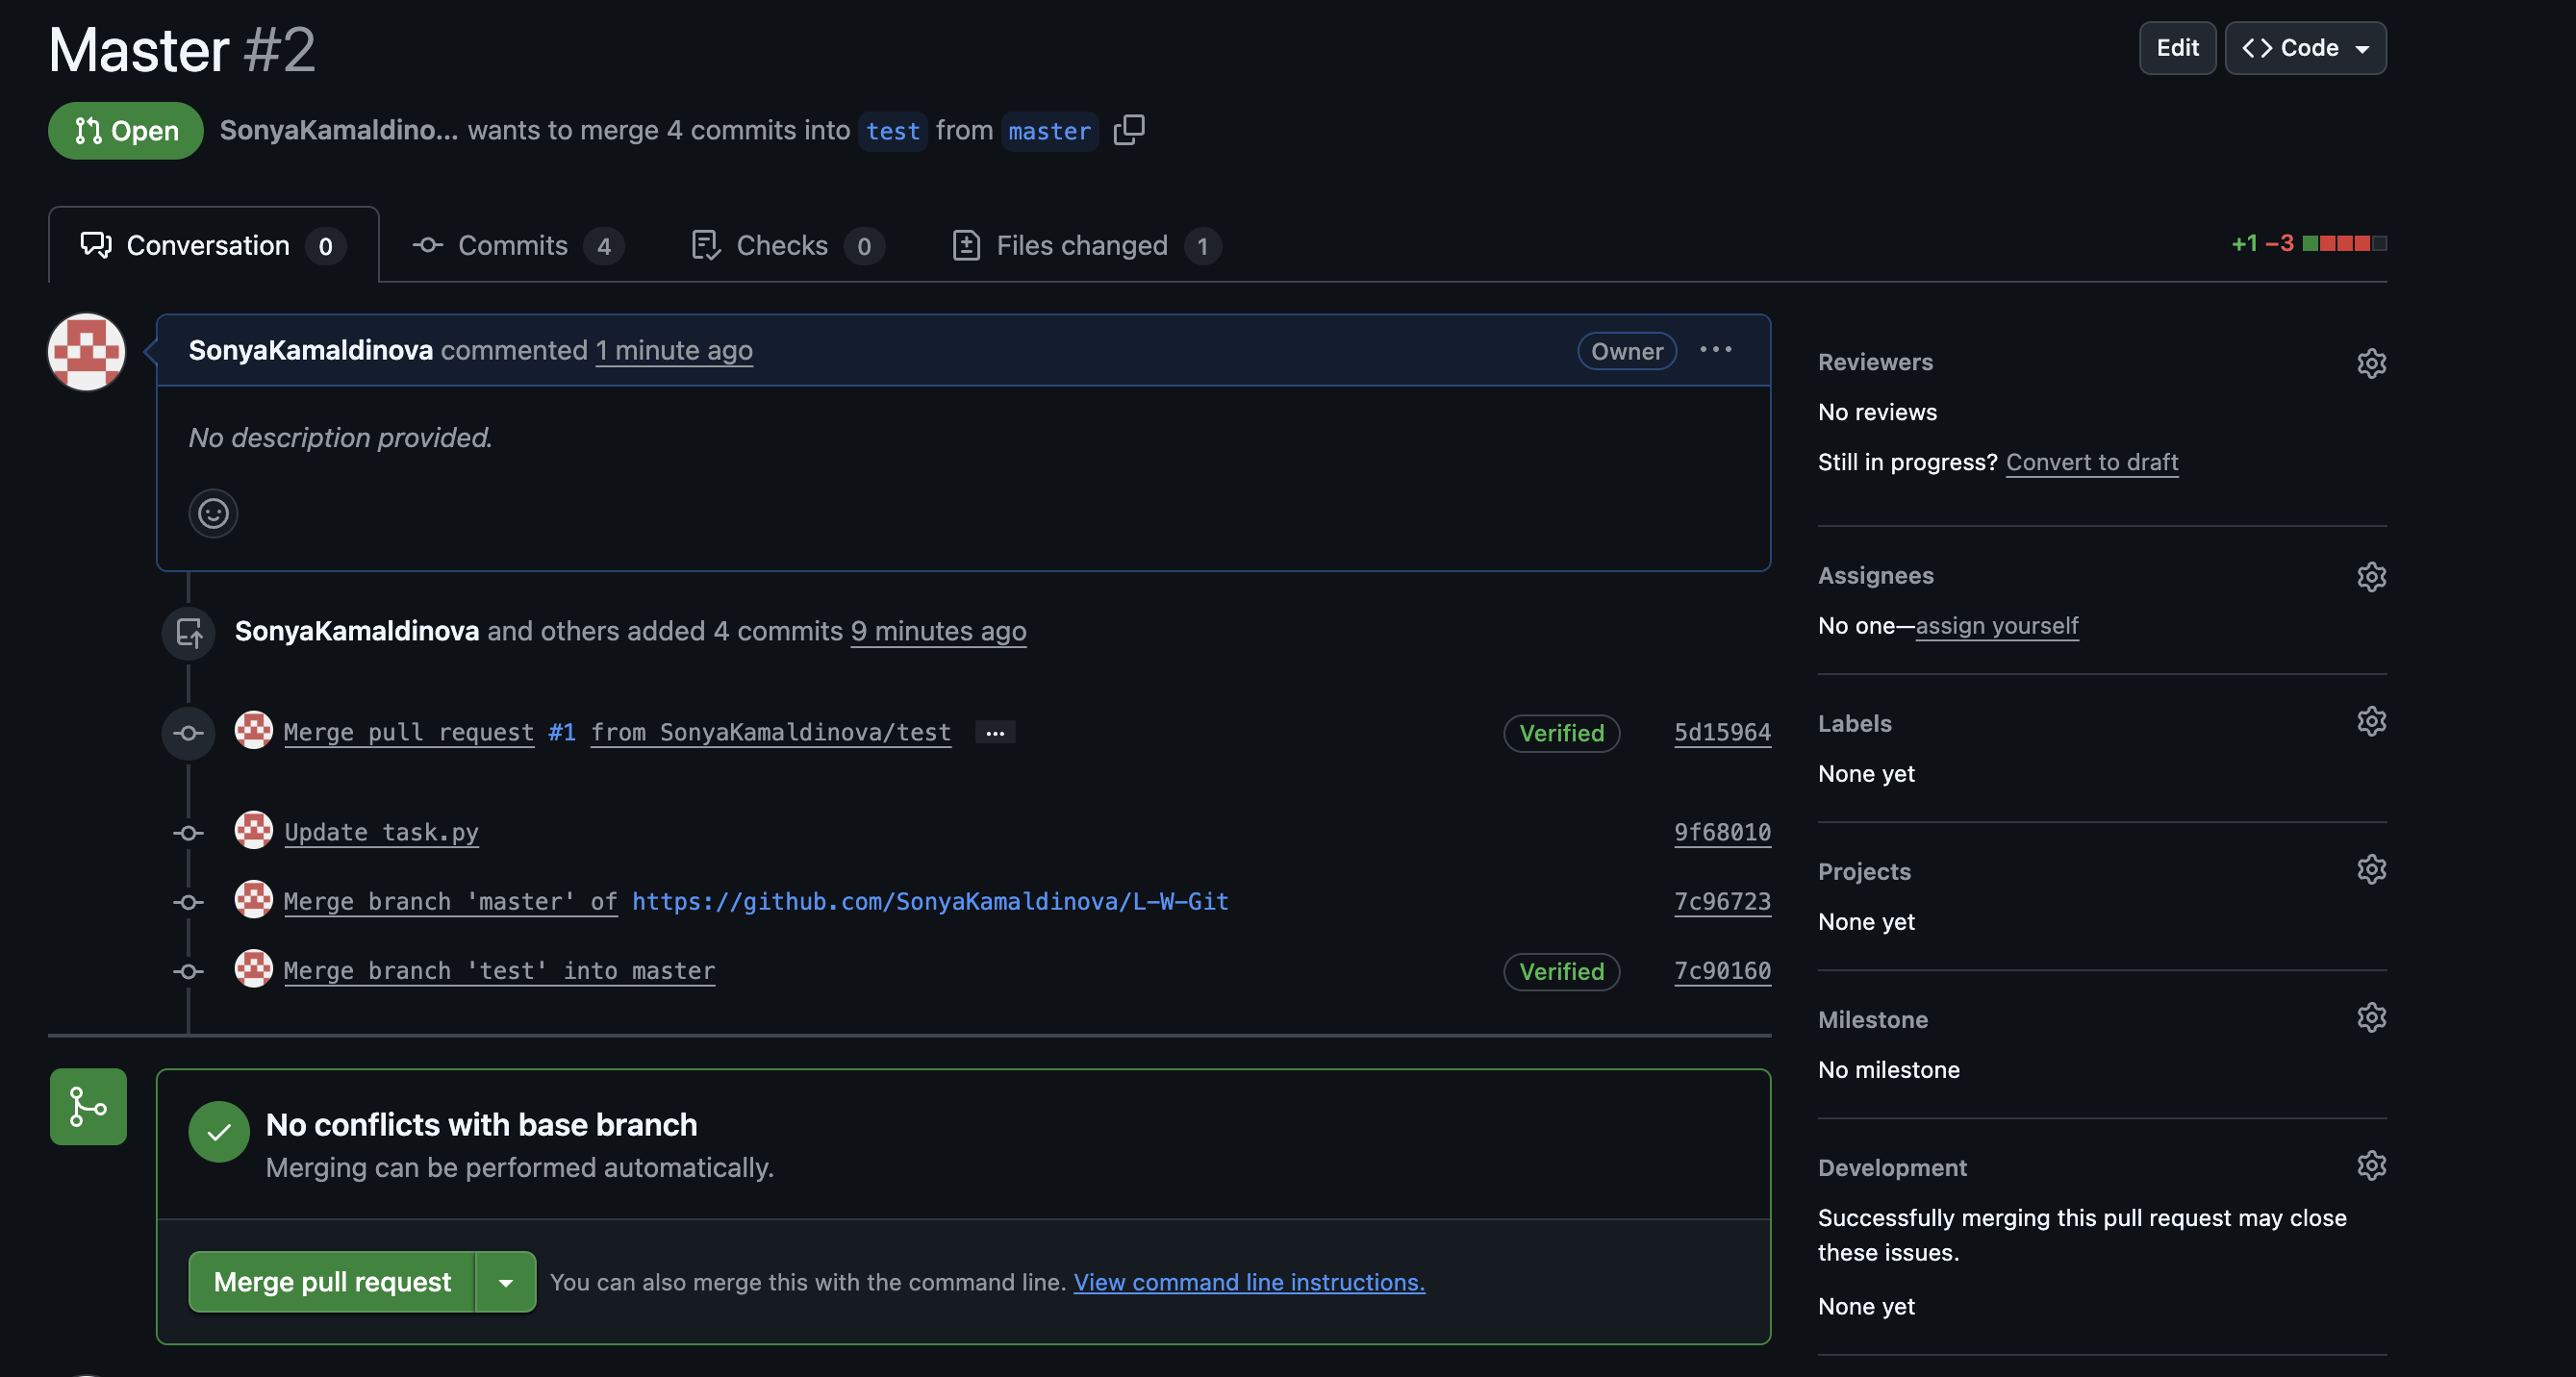 Master #2
Edit
Code
Open
SonyaKamaldino... wants to merge 4 commits into test from master
Conversation 0
Commits 4
Checks 0
Files changed 1
+1 −3
SonyaKamaldinova commented 1 minute ago
Owner
No description provided.
SonyaKamaldinova and others added 4 commits 9 minutes ago
Merge pull request #1 from SonyaKamaldinova/test ...
Verified
5d15964
Update task.py
9f68010
Merge branch 'master' of https://github.com/SonyaKamaldinova/L-W-Git
7c96723
Merge branch 'test' into master
Verified
7c90160
No conflicts with base branch
Merging can be performed automatically.
Merge pull request
You can also merge this with the command line. View command line instructions.
Reviewers
No reviews
Still in progress? Convert to draft
Assignees
No one—assign yourself
Labels
None yet
Projects
None yet
Milestone
No milestone
Development
Successfully merging this pull request may close
these issues.
None yet